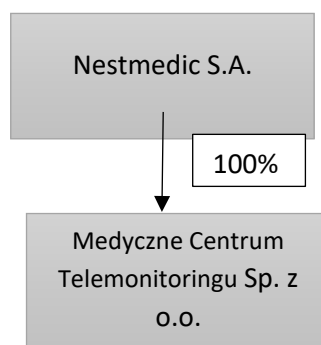 Nestmedic S.A.
100%
Medyczne Centrum
Telemonitoringu Sp. z
o.o.